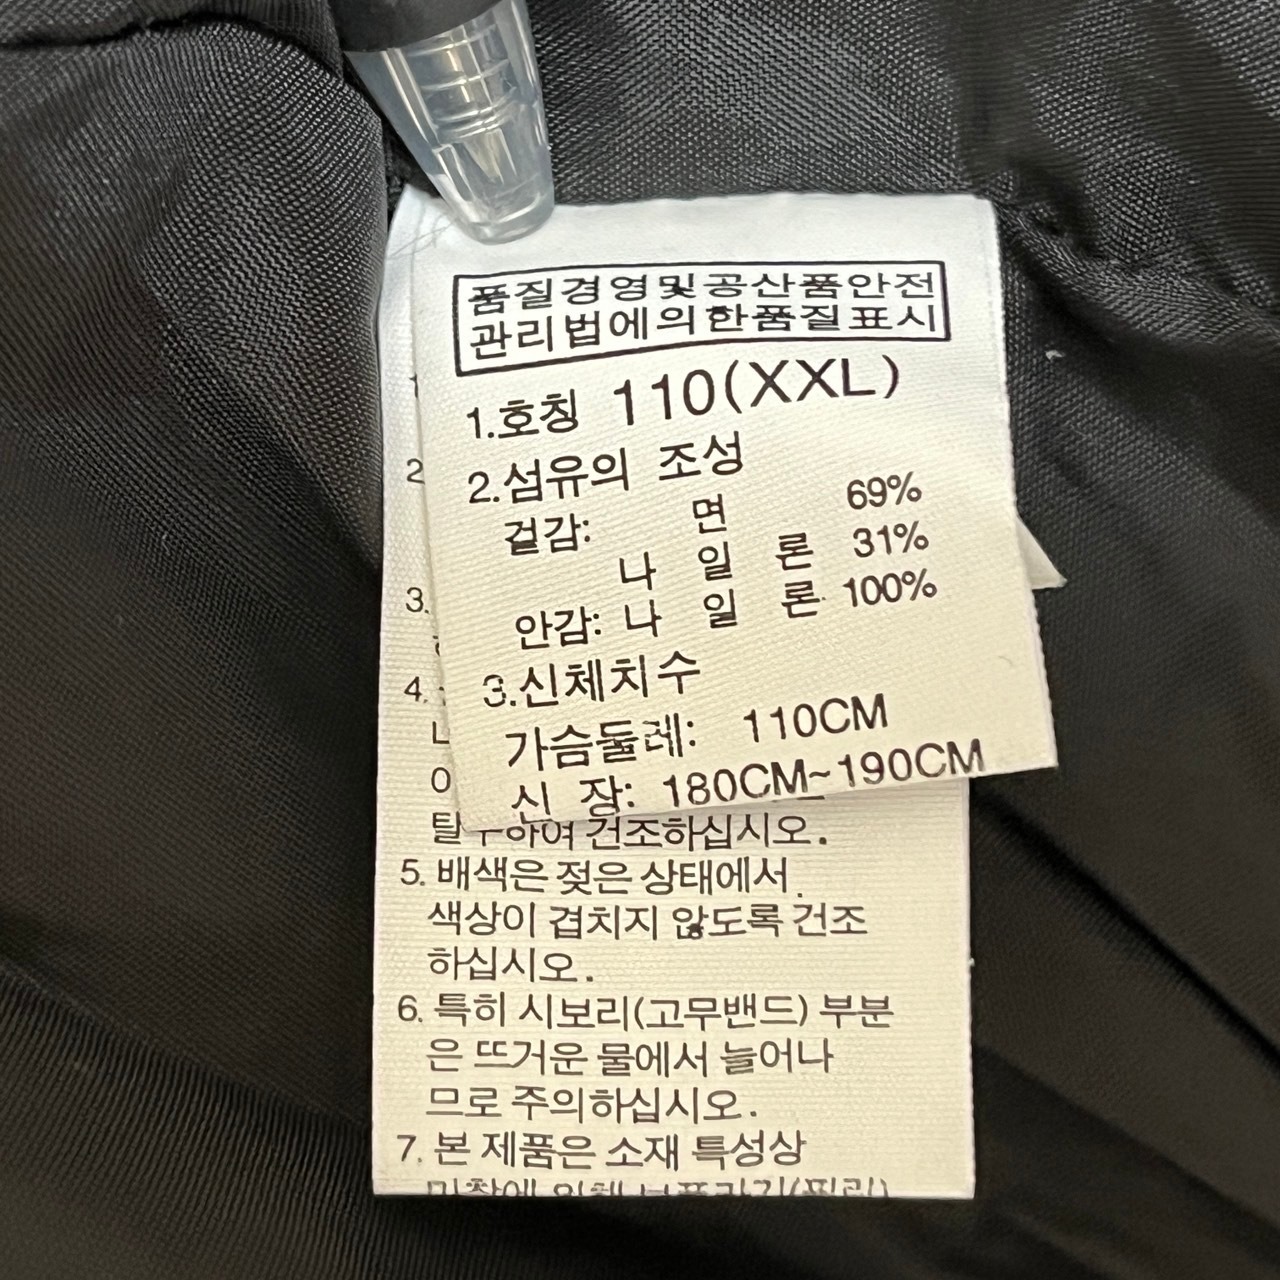 품질경영및공산품안전
관리법에의한품질표시
1.호칭 110(XXL)
2.섬유의 조성
겉감: 면 69%
나 일 론 31%
안감: 나 일 론 100%
3.신체치수
가슴둘레: 110CM
신 장: 180CM~190CM
2
3.
4.
건조하십시오.
5. 배색은 젖은 상태에서
색상이 겹치지 않도록 건조
하십시오.
6. 특히 시보리(고무밴드) 부분
은 뜨거운 물에서 늘어나
므로 주의하십시오.
7. 본 제품은 소재 특성상